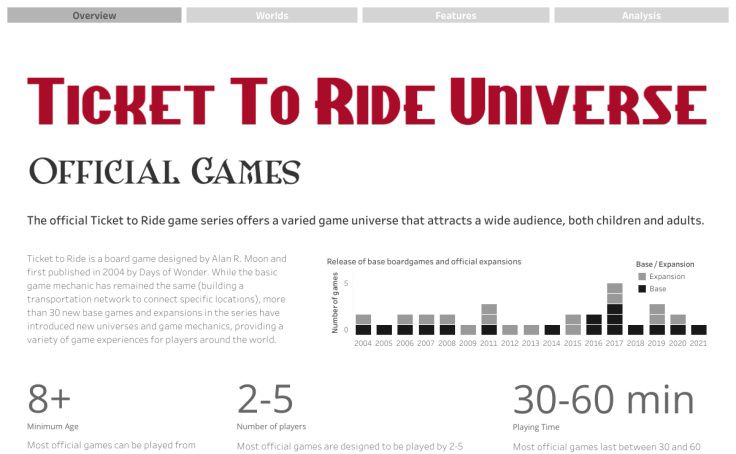 Overview
Worlds
Features
Analysis
TICKET TO RIDE UNIVERSE
OFFICIAL GAMES
The official Ticket to Ride game series offers a varied game universe that attracts a wide audience, both children and adults.
Ticket to Ride is a board game designed by Alan R. Moon and
first published in 2004 by Days of Wonder. While the basic
game mechanic has remained the same (building a
transportation network to connect specific locations), more
than 30 new base games and expansions in the series have
introduced new universes and game mechanics, providing a
variety of game experiences for players around the world.
Release of base boardgames and official expansions
Base / Expansion
Expansion
Base
Number of games
5
0
2004 2005 2006 2007 2008 2009 2011 2012 2013 2014 2015 2016 2017 2018 2019 2020 2021
8+
Minimum Age
Most official games can be played from
2-5
Number of players
Most official games are designed to be played by 2-5
30-60 min
Playing Time
Most official games last between 30 and 60